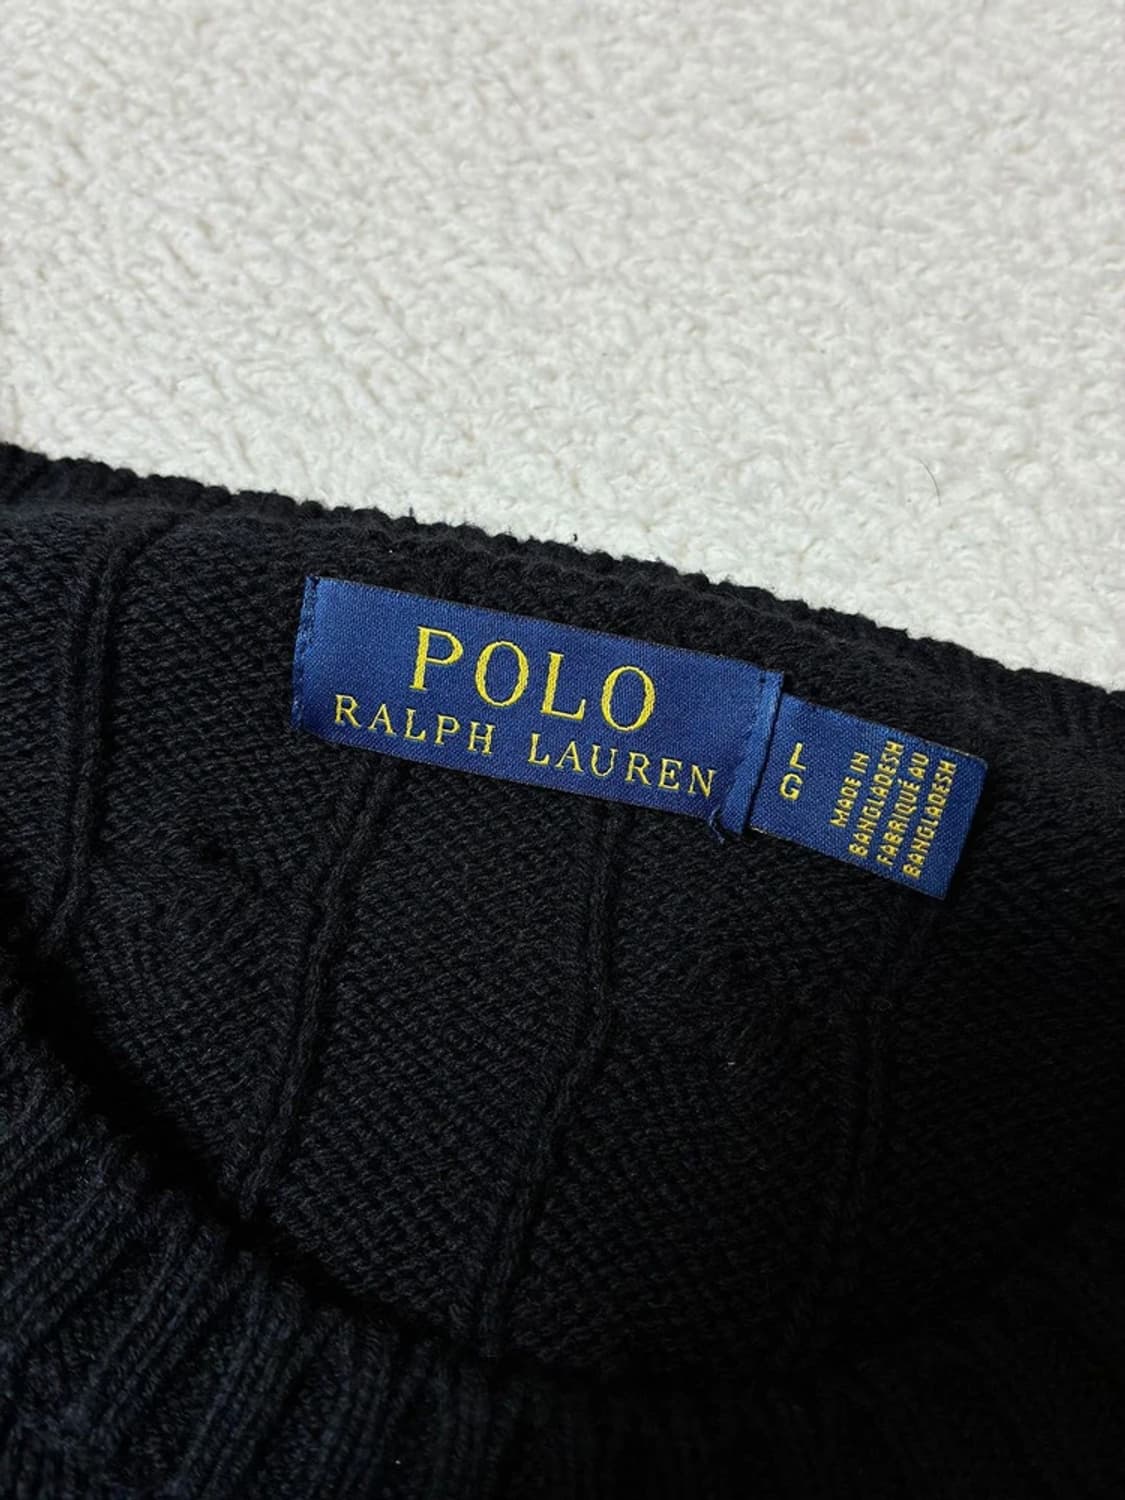 POLO
RALPH LAUREN
L
G
MADE IN
BANGLADESH
FABRIQUÉ AU
BANGLADESH